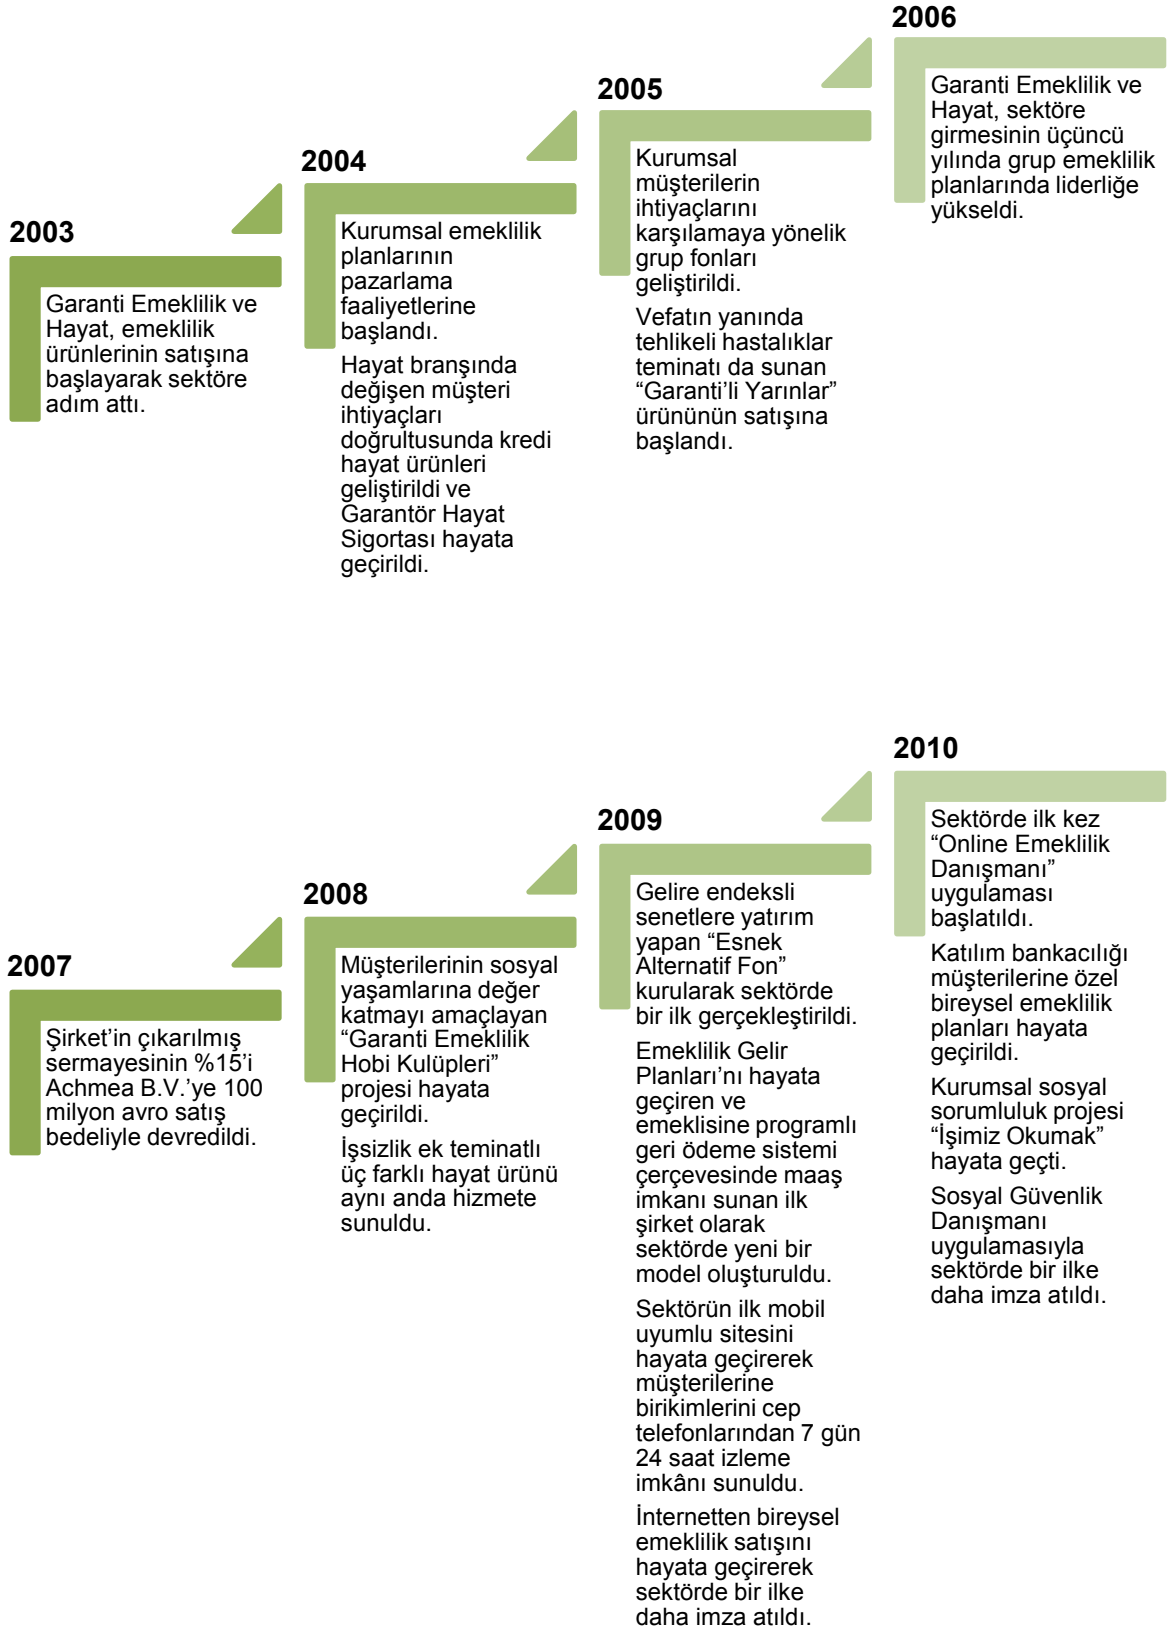 2003
Garanti Emeklilik ve
Hayat, emeklilik
ürünlerinin satışına
başlayarak sektöre
adım attı.
2004
Kurumsal emeklilik
planlarının
pazarlama
faaliyetlerine
başlandı.
Hayat branşında
değişen müşteri
ihtiyaçları
doğrultusunda kredi
hayat ürünleri
geliştirildi ve
Garantör Hayat
Sigortası hayata
geçirildi.
2005
Kurumsal
müşterilerin
ihtiyaçlarını
karşılamaya yönelik
grup fonları
geliştirildi.
Vefatın yanında
tehlikeli hastalıklar
teminatı da sunan
“Garanti’li Yarınlar”
ürününün satışına
başlandı.
2006
Garanti Emeklilik ve
Hayat, sektöre
girmesinin üçüncü
yılında grup emeklilik
planlarında liderliğe
yükseldi.
2007
Şirket’in çıkarılmış
sermayesinin %15’i
Achmea B.V.’ye 100
milyon avro satış
bedeliyle devredildi.
2008
Müşterilerinin sosyal
yaşamlarına değer
katmayı amaçlayan
“Garanti Emeklilik
Hobi Kulüpleri”
projesi hayata
geçirildi.
İşsizlik ek teminatlı
üç farklı hayat ürünü
aynı anda hizmete
sunuldu.
2009
Gelire endeksli
senetlere yatırım
yapan “Esnek
Alternatif Fon”
kurularak sektörde
bir ilk gerçekleştirildi.
Emeklilik Gelir
Planları’nı hayata
geçiren ve
emeklisine programlı
geri ödeme sistemi
çerçevesinde maaş
imkanı sunan ilk
şirket olarak
sektörde yeni bir
model oluşturuldu.
Sektörün ilk mobil
uyumlu sitesini
hayata geçirerek
müşterilerine
birikimlerini cep
telefonlarından 7 gün
24 saat izleme
imkânı sunuldu.
İnternetten bireysel
emeklilik satışını
hayata geçirerek
sektörde bir ilke
daha imza atıldı.
2010
Sektörde ilk kez
“Online Emeklilik
Danışmanı”
uygulaması
başlatıldı.
Katılım bankacılığı
müşterilerine özel
bireysel emeklilik
planları hayata
geçirildi.
Kurumsal sosyal
sorumluluk projesi
“İşimiz Okumak”
hayata geçti.
Sosyal Güvenlik
Danışmanı
uygulamasıyla
sektörde bir ilke
daha imza atıldı.